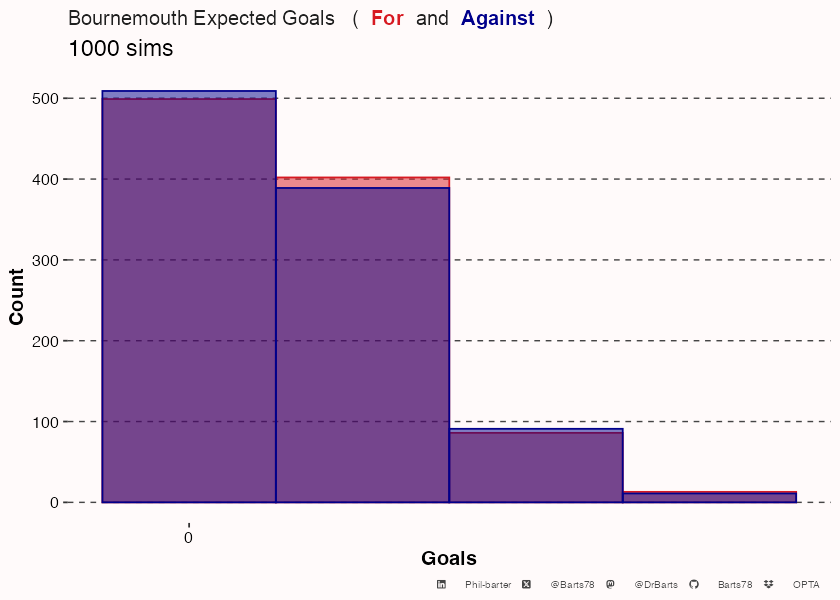 Bournemouth Expected Goals ( For and Against )
1000 sims
500
400
300
200
100
0
Count
0
Goals
Phil-barter @Barts78 @DrBarts Barts78 OPTA